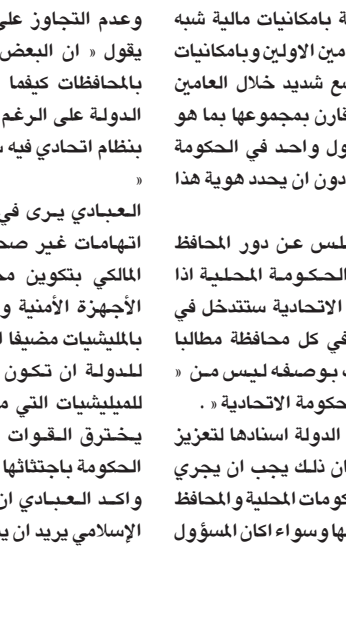 ة بامكانيات مالية شبه
مين الاولين وبامكانيات
ع شديد خلال العامين
قارن بمجموعها بما هو
ول واحد في الحكومة
دون ان يحدد هوية هذا
لس عن دور المحافظ
لحكومة المحلية اذا
الاتحادية ستتدخل في
في كل محافظة مطالبا
بوصفه ليس من »
حكومة الاتحادية « .
الدولة اسنادها لتعزيز
ان ذلك يجب ان يجري
كومات المحلية والمحافظ
ها وسواء اكان المسؤول
وعدم التجاوز على
يقول » ان البعض
بالمحافظات كيفما
الدولة على الرغم
بنظام اتحادي فيه س
»
العبادي يرى في
اتهامات غير صح
المالكي بتكوين مج
الأجهزة الأمنية و
بالمليشيات مضيفا ا
للدولة ان تكون
للميليشيات التي م
يخترق القوات
الحكومة باجتثاثها
واكد العبادي ان
الإسلامي يريد ان ي